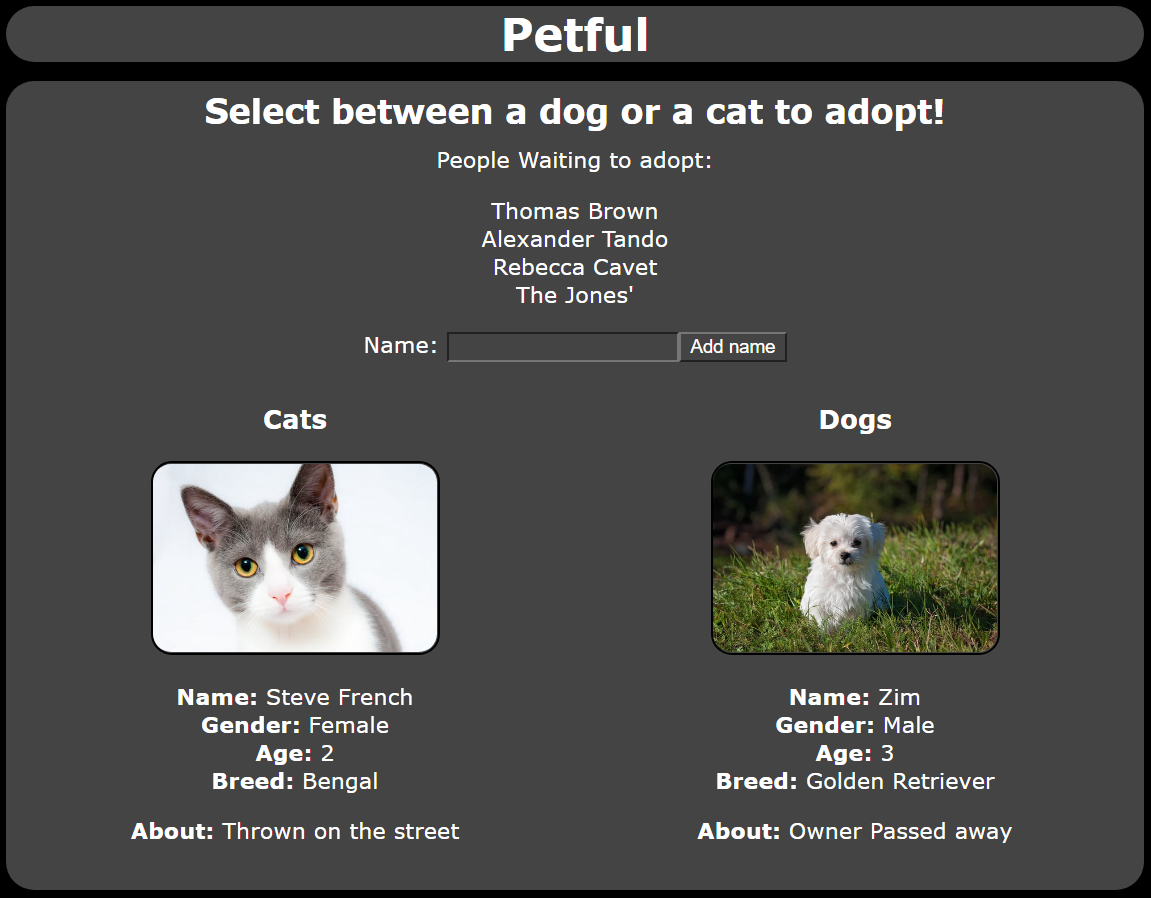 Petful
Select between a dog or a cat to adopt!
People Waiting to adopt:
Thomas Brown
Alexander Tando
Rebecca Cavet
The Jones'
Name:
Add name
Cats
Name: Steve French
Gender: Female
Age: 2
Breed: Bengal
About: Thrown on the street
Dogs
Name: Zim
Gender: Male
Age: 3
Breed: Golden Retriever
About: Owner Passed away